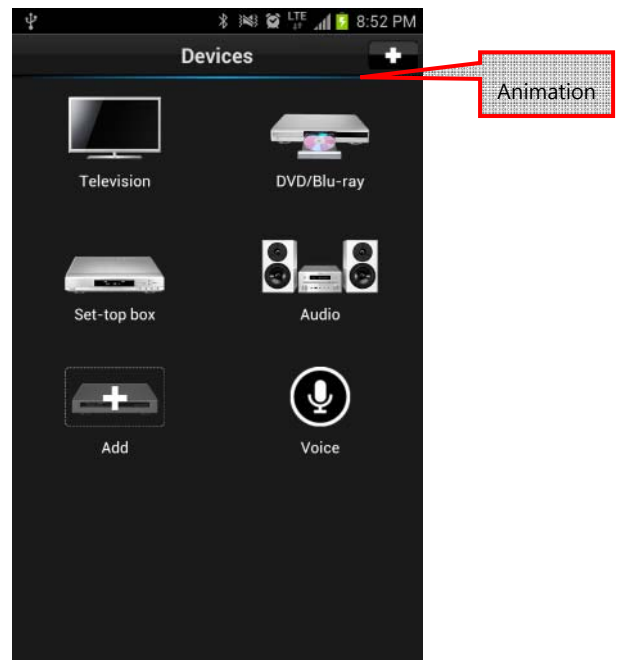 LTE 8:52 PM
Devices
Animation
Television DVD/Blu-ray
Set-top box Audio
Add Voice